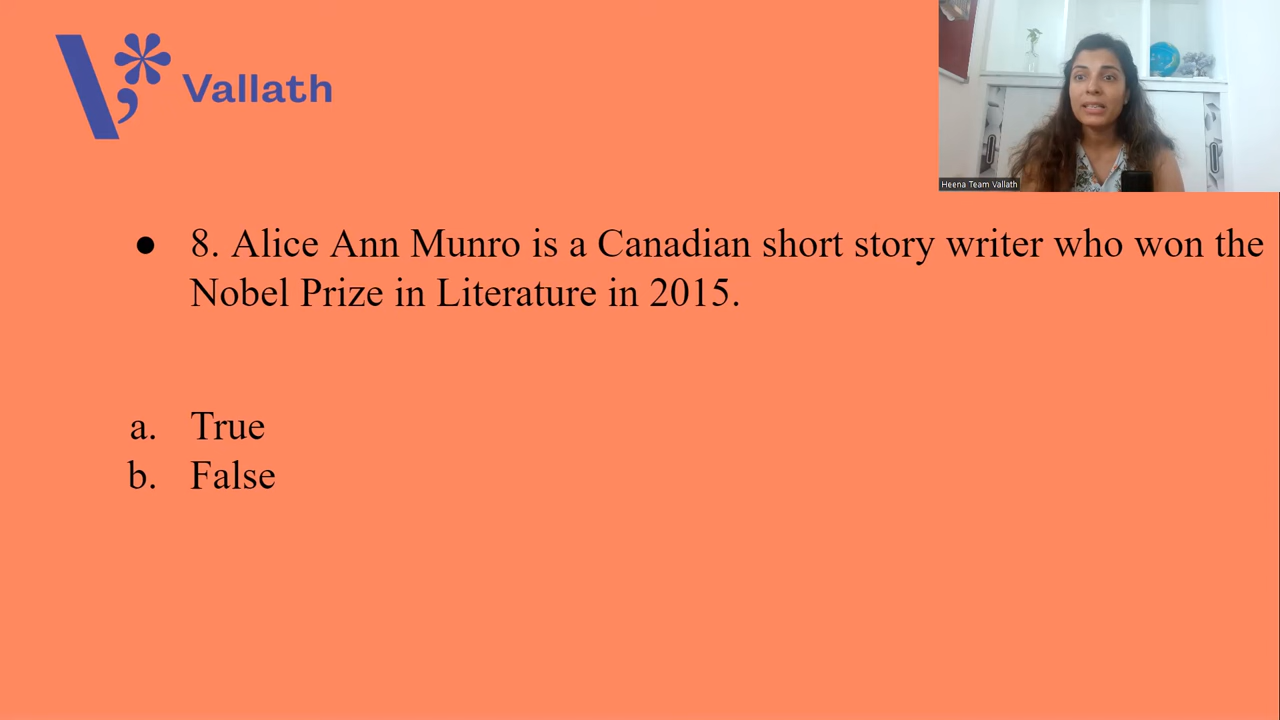 Vallath
Heena Team Vallath
● 8. Alice Ann Munro is a Canadian short story writer who won the
Nobel Prize in Literature in 2015.
a. True
b. False